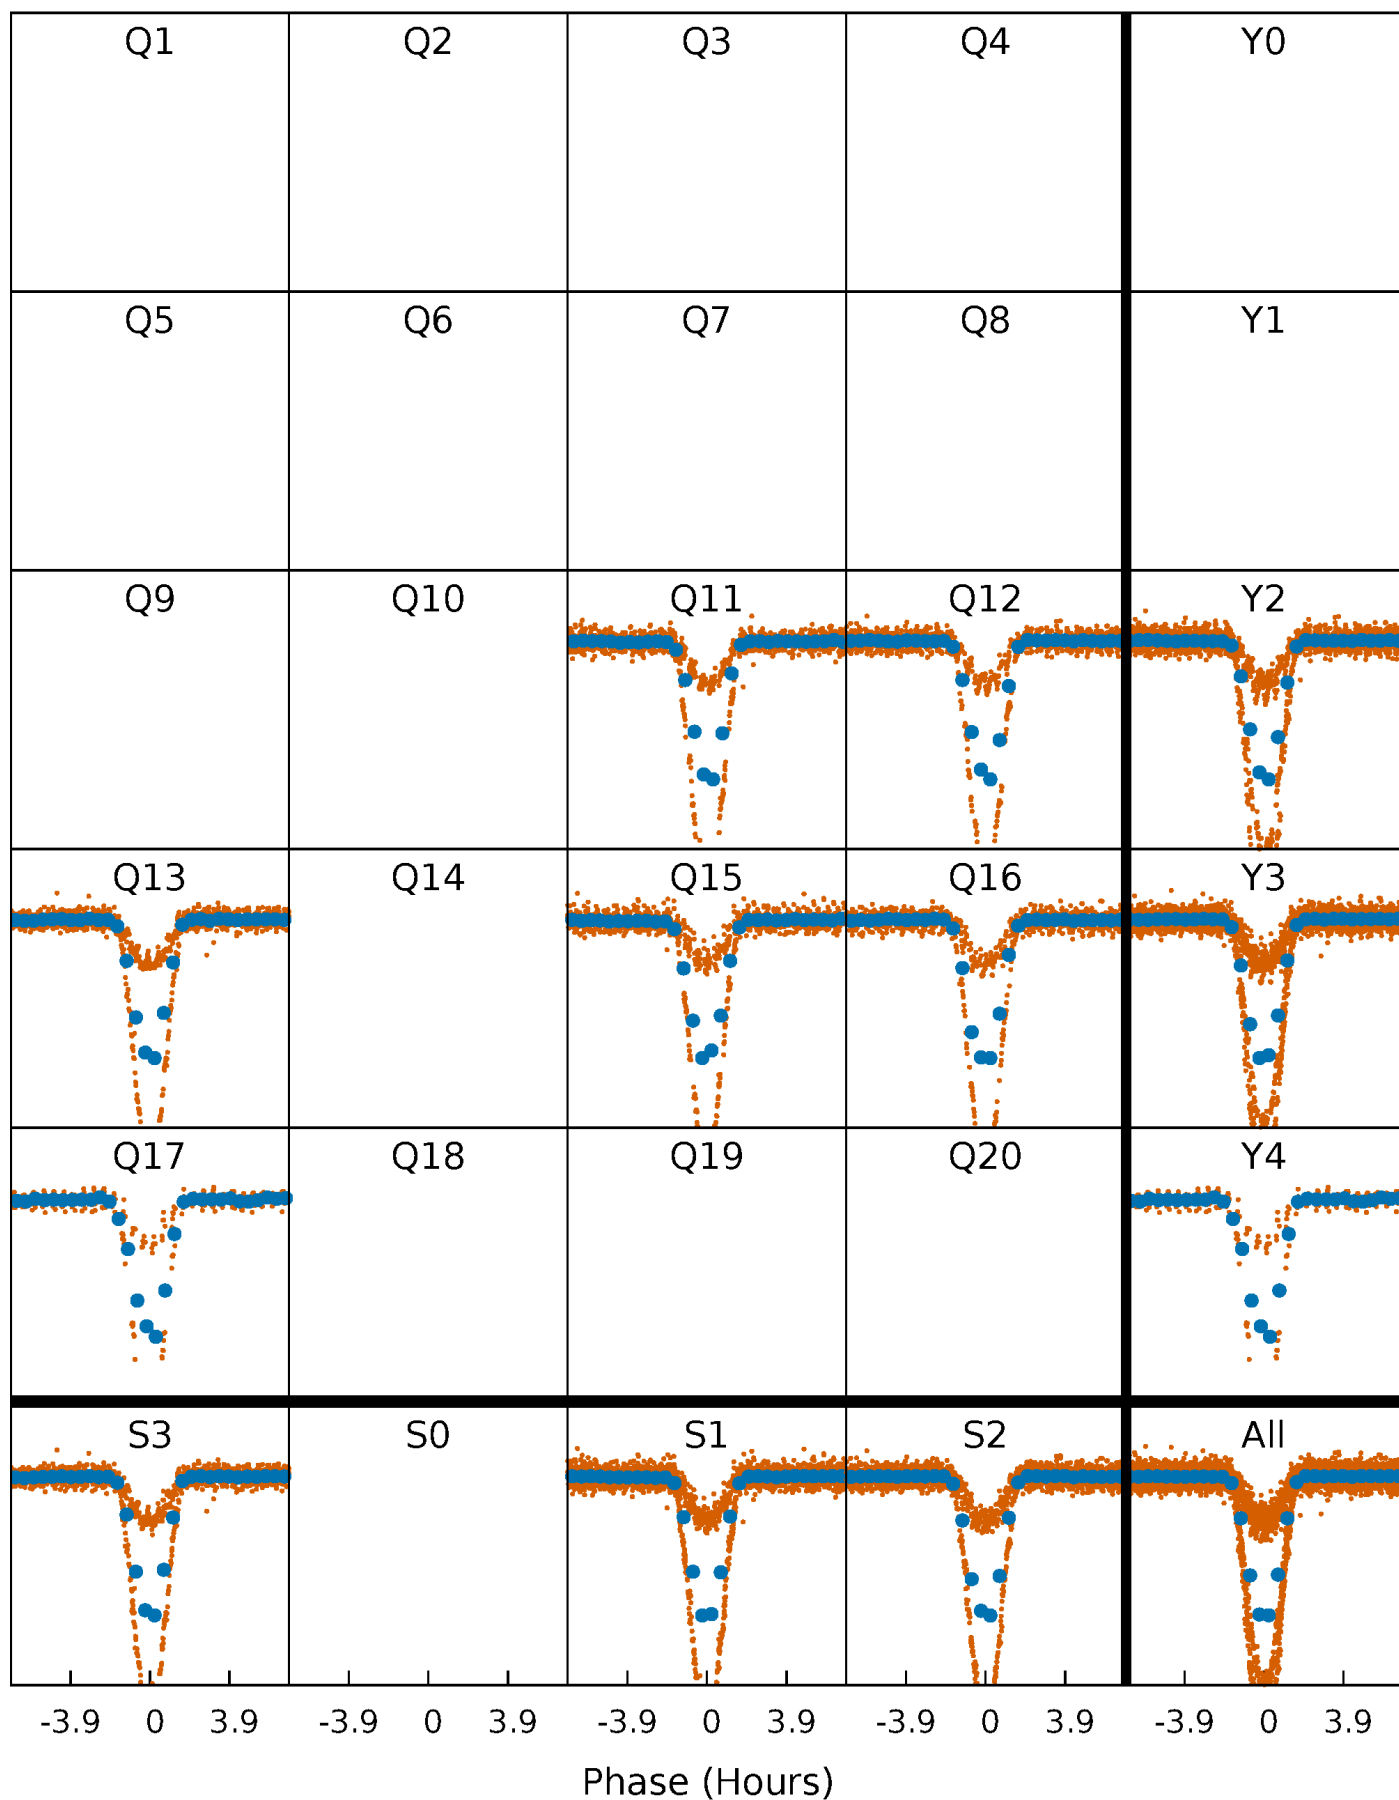 Q1 Q2 Q3 Q4 Y0
Q5 Q6 Q7 Q8 Y1
Q9 Q10 Q11 Q12 Y2
Q13 Q14 Q15 Q16 Y3
Q17 Q18 Q19 Q20 Y4
S3 S0 S1 S2 All
-3.9 0 3.9 -3.9 0 3.9 -3.9 0 3.9 -3.9 0 3.9 -3.9 0 3.9
Phase (Hours)